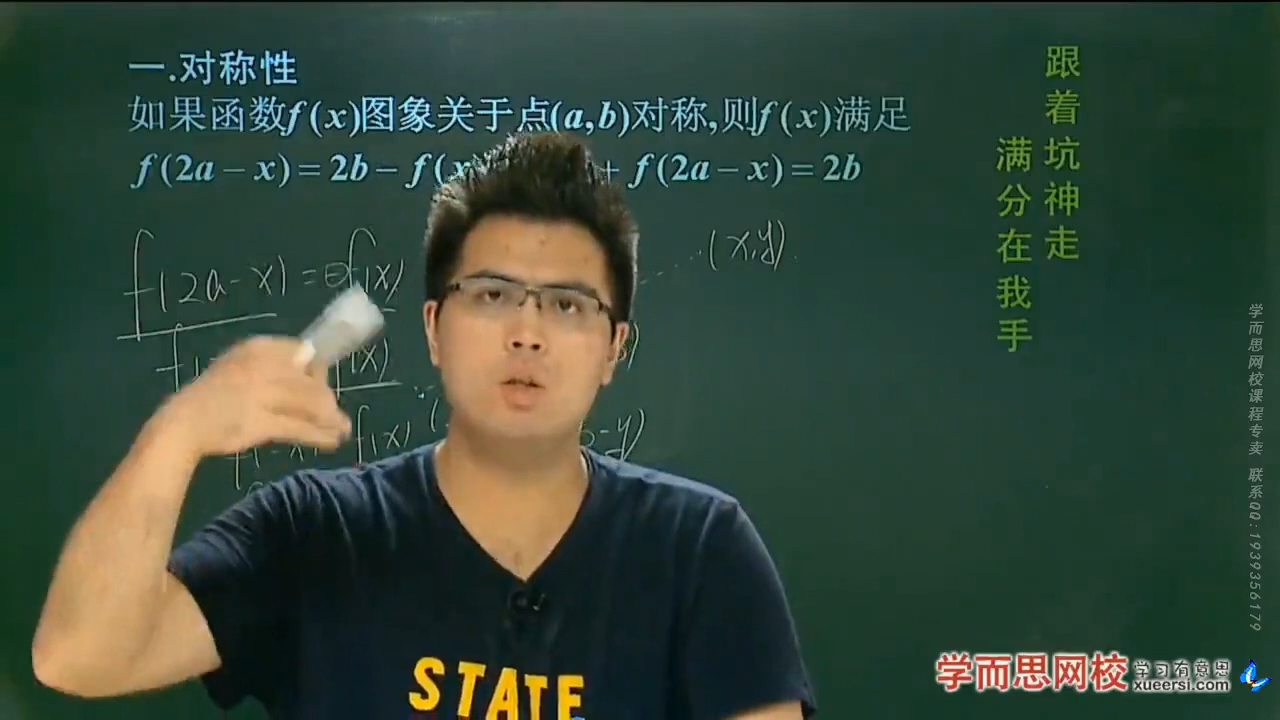 一.对称性
如果函数f(x)图象关于点(a,b)对称,则f(x)满足
f(2a-x)=2b-f(x + f(2a-x)=2b
(x,y)
f(2a-x)=f(x)
f(x)
f(x)
-y)
跟着坑神走
满分在我手
学而思网校课程专卖 联系QQ:1939356179
学而思网校
学习有意思
xueersi.com
STATE